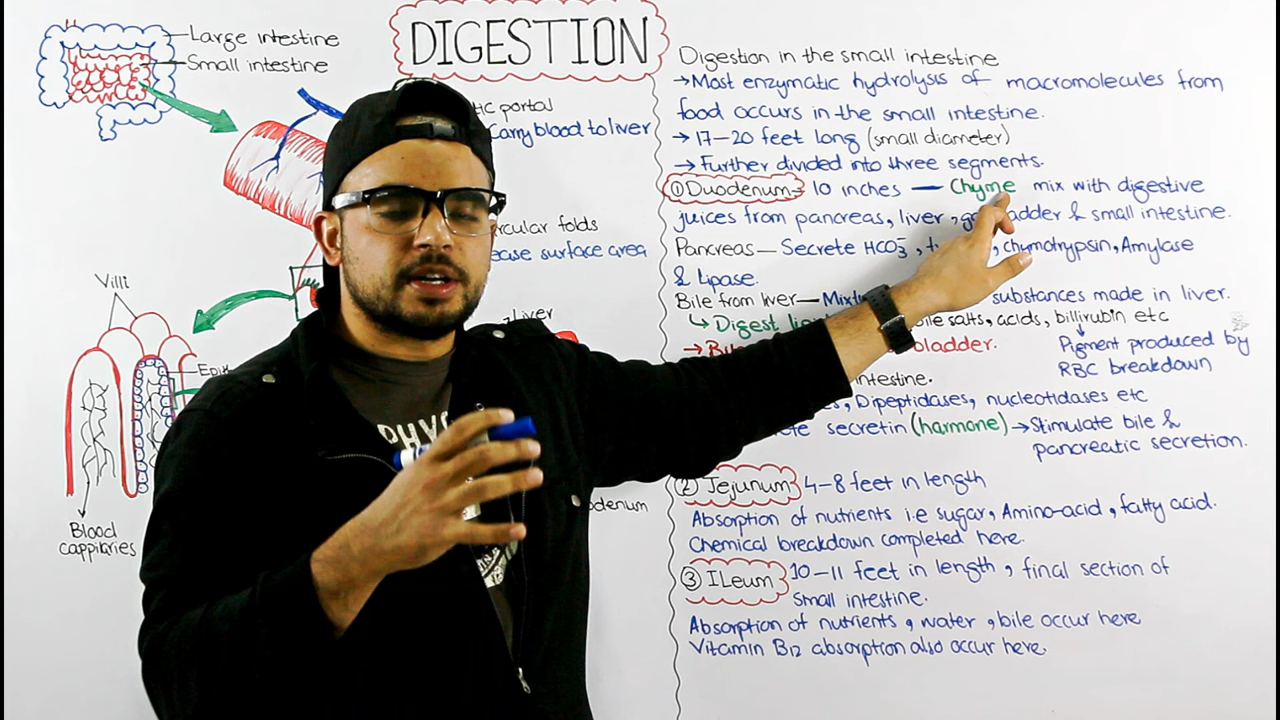 DIGESTION
Large intestine
Small intestine
portal
Carry blood to liver
folds
surface area
Villi
Liver
Blood
cappilaries
Digestion in the small intestine
→Most enzymatic hydrolysis of macromolecules from
food occurs in the small intestine.
→ 17-20 feet long (small diameter)
→ Further divided into three segments.
① Duodenum- 10 inches — Chyme mix with digestive
juices from pancreas, liver, & small intestine.
Pancreas — Secrete HCO₃⁻, chymotrypsin, Amylase
& Lipase.
Bile from liver — substances made in liver.
↳ Digest salts, acids, billirubin etc
→ bladder. Pigment produced by
RBC breakdown
intestine.
Dipeptidases, nucleotidases etc
secretin (harmone) → Stimulate bile &
pancreatic secretion.
② Jejunum 4-8 feet in length
Absorption of nutrients i.e sugar, Amino-acid, fatty acid.
Chemical breakdown completed here.
③ ILeum 10-11 feet in length, final section of
small intestine.
Absorption of nutrients, water, bile occur here
Vitamin B12 absorption also occur here.